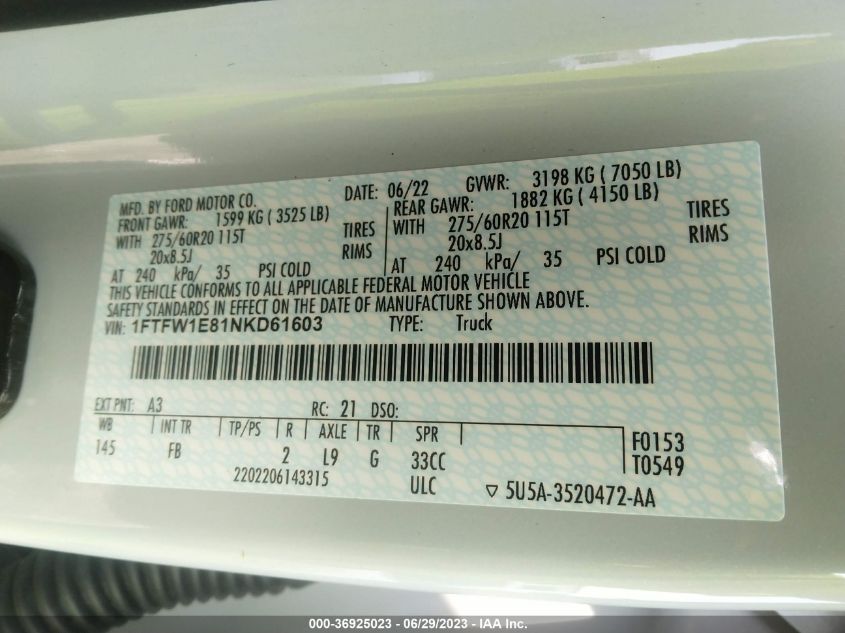 MFD. BY FORD MOTOR CO. DATE: 06/22 GVWR: 3198 KG ( 7050 LB)
FRONT GAWR: 1599 KG ( 3525 LB) REAR GAWR: 1882 KG ( 4150 LB)
WITH 275/60R20 115T TIRES WITH 275/60R20 115T TIRES
20x8.5J RIMS 20x8.5J RIMS
AT 240 kPa/ 35 PSI COLD AT 240 kPa/ 35 PSI COLD
THIS VEHICLE CONFORMS TO ALL APPLICABLE FEDERAL MOTOR VEHICLE
SAFETY STANDARDS IN EFFECT ON THE DATE OF MANUFACTURE SHOWN ABOVE.
VIN: 1FTFW1E81NKD61603 TYPE: Truck
EXT PNT: A3 RC: 21 DSO:
WB INT TR TP/PS R AXLE TR SPR F0153
145 FB 2 L9 G 33CC T0549
2202206143315 ULC ▽ 5U5A-3520472-AA
000-36925023 - 06/29/2023 - IAA Inc.